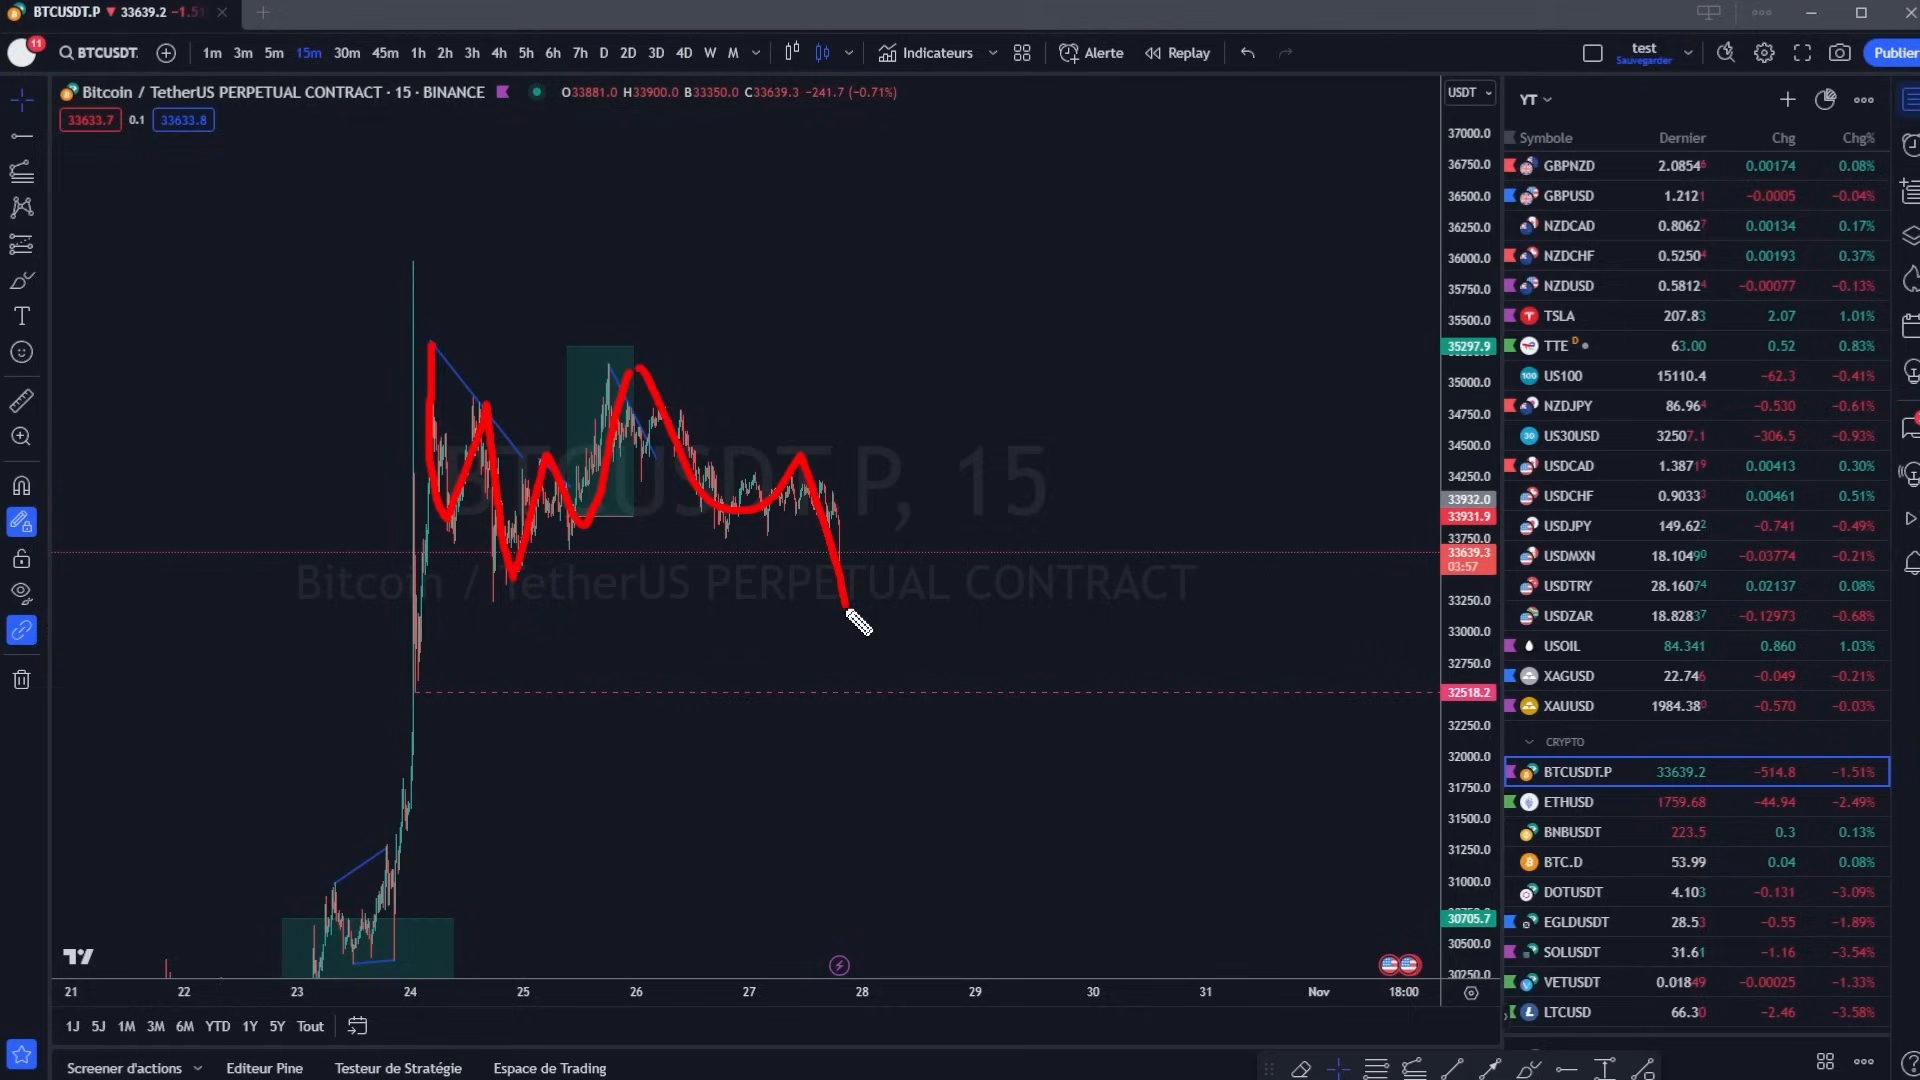 BTCUSDT.P ▼ 33639.2 −1.51
11
BTCUSDT. 1m 3m 5m 15m 30m 45m 1h 2h 3h 4h 5h 6h 7h D 2D 3D 4D W M Indicateurs Alerte Replay test Sauvegarder Publier
Bitcoin / TetherUS PERPETUAL CONTRACT · 15 · BINANCE O33881.0 H33900.0 B33350.0 C33639.3 −241.7 (−0.71%)
33633.7 0.1 33633.8
USDT
37000.0
36750.0
36500.0
36250.0
36000.0
35750.0
35500.0
35297.9
35000.0
34750.0
34500.0
34250.0
33932.0
33931.9
33750.0
33639.3
03:57
33250.0
33000.0
32750.0
32518.2
32250.0
32000.0
31750.0
31500.0
31250.0
31000.0
30705.7
30500.0
30250.0
BTCUSDT.P, 15
Bitcoin / TetherUS PERPETUAL CONTRACT
21 22 23 24 25 26 27 28 29 30 31 Nov 18:00
1J 5J 1M 3M 6M YTD 1Y 5Y Tout
Screener d'actions Editeur Pine Testeur de Stratégie Espace de Trading
YT
Symbole Dernier Chg Chg%
GBPNZD 2.08546 0.00174 0.08%
GBPUSD 1.2121 −0.0005 −0.04%
NZDCAD 0.80627 0.00134 0.17%
NZDCHF 0.52504 0.00193 0.37%
NZDUSD 0.58124 −0.00077 −0.13%
TSLA 207.83 2.07 1.01%
TTE D 63.00 0.52 0.83%
100 US100 15110.4 −62.3 −0.41%
NZDJPY 86.964 −0.530 −0.61%
30 US30USD 32507.1 −306.5 −0.93%
USDCAD 1.38719 0.00413 0.30%
USDCHF 0.90333 0.00461 0.51%
USDJPY 149.622 −0.741 −0.49%
USDMXN 18.10490 −0.03774 −0.21%
USDTRY 28.16074 0.02137 0.08%
USDZAR 18.82837 −0.12973 −0.68%
USOIL 84.341 0.860 1.03%
XAGUSD 22.746 −0.049 −0.21%
XAUUSD 1984.380 −0.570 −0.03%
CRYPTO
BTCUSDT.P 33639.2 −514.8 −1.51%
ETHUSD 1759.68 −44.94 −2.49%
BNBUSDT 223.5 0.3 0.13%
BTC.D 53.99 0.04 0.08%
DOTUSDT 4.103 −0.131 −3.09%
EGLDUSDT 28.53 −0.55 −1.89%
SOLUSDT 31.61 −1.16 −3.54%
VETUSDT 0.01849 −0.00025 −1.33%
LTCUSD 66.30 −2.46 −3.58%